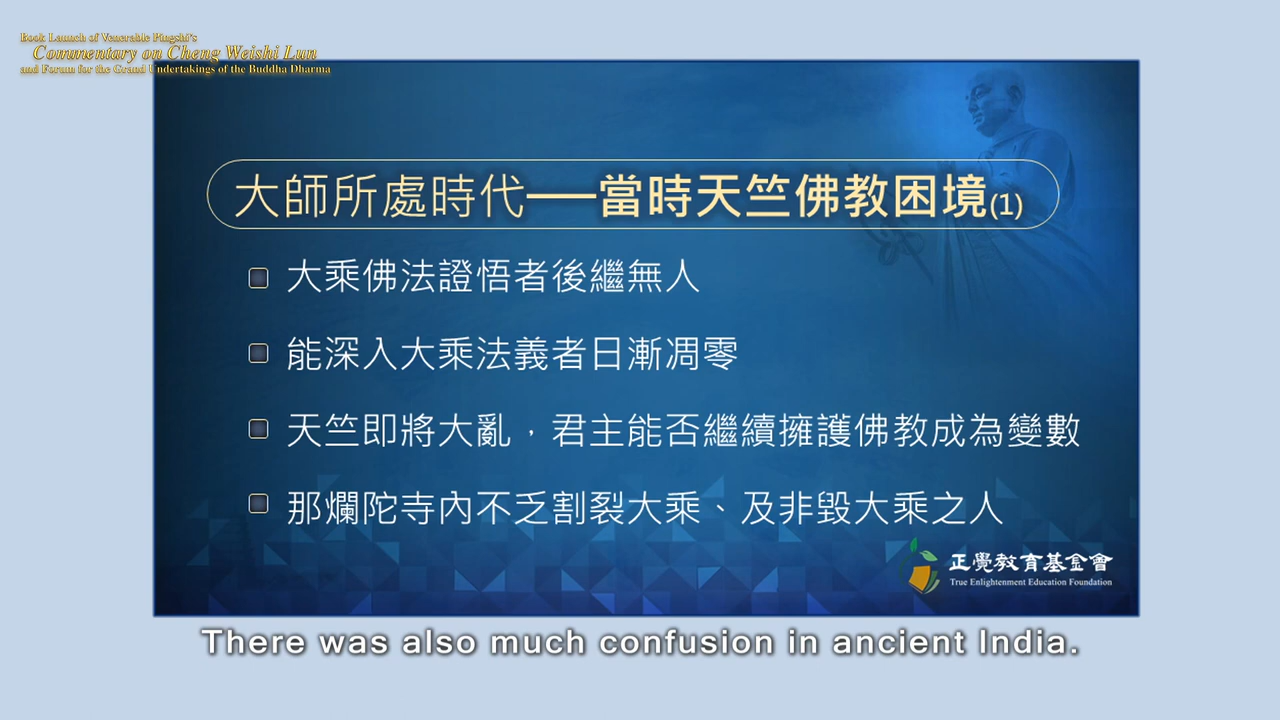 Book Launch of Venerable Pingshi's
Commentary on Cheng Weishi Lun
and Forum for the Grand Undertakings of the Buddha Dharma
大師所處時代──當時天竺佛教困境(1)
大乘佛法證悟者後繼無人
能深入大乘法義者日漸凋零
天竺即將大亂，君主能否繼續擁護佛教成為變數
那爛陀寺內不乏割裂大乘、及非毀大乘之人
正覺教育基金會
True Enlightenment Education Foundation
There was also much confusion in ancient India.